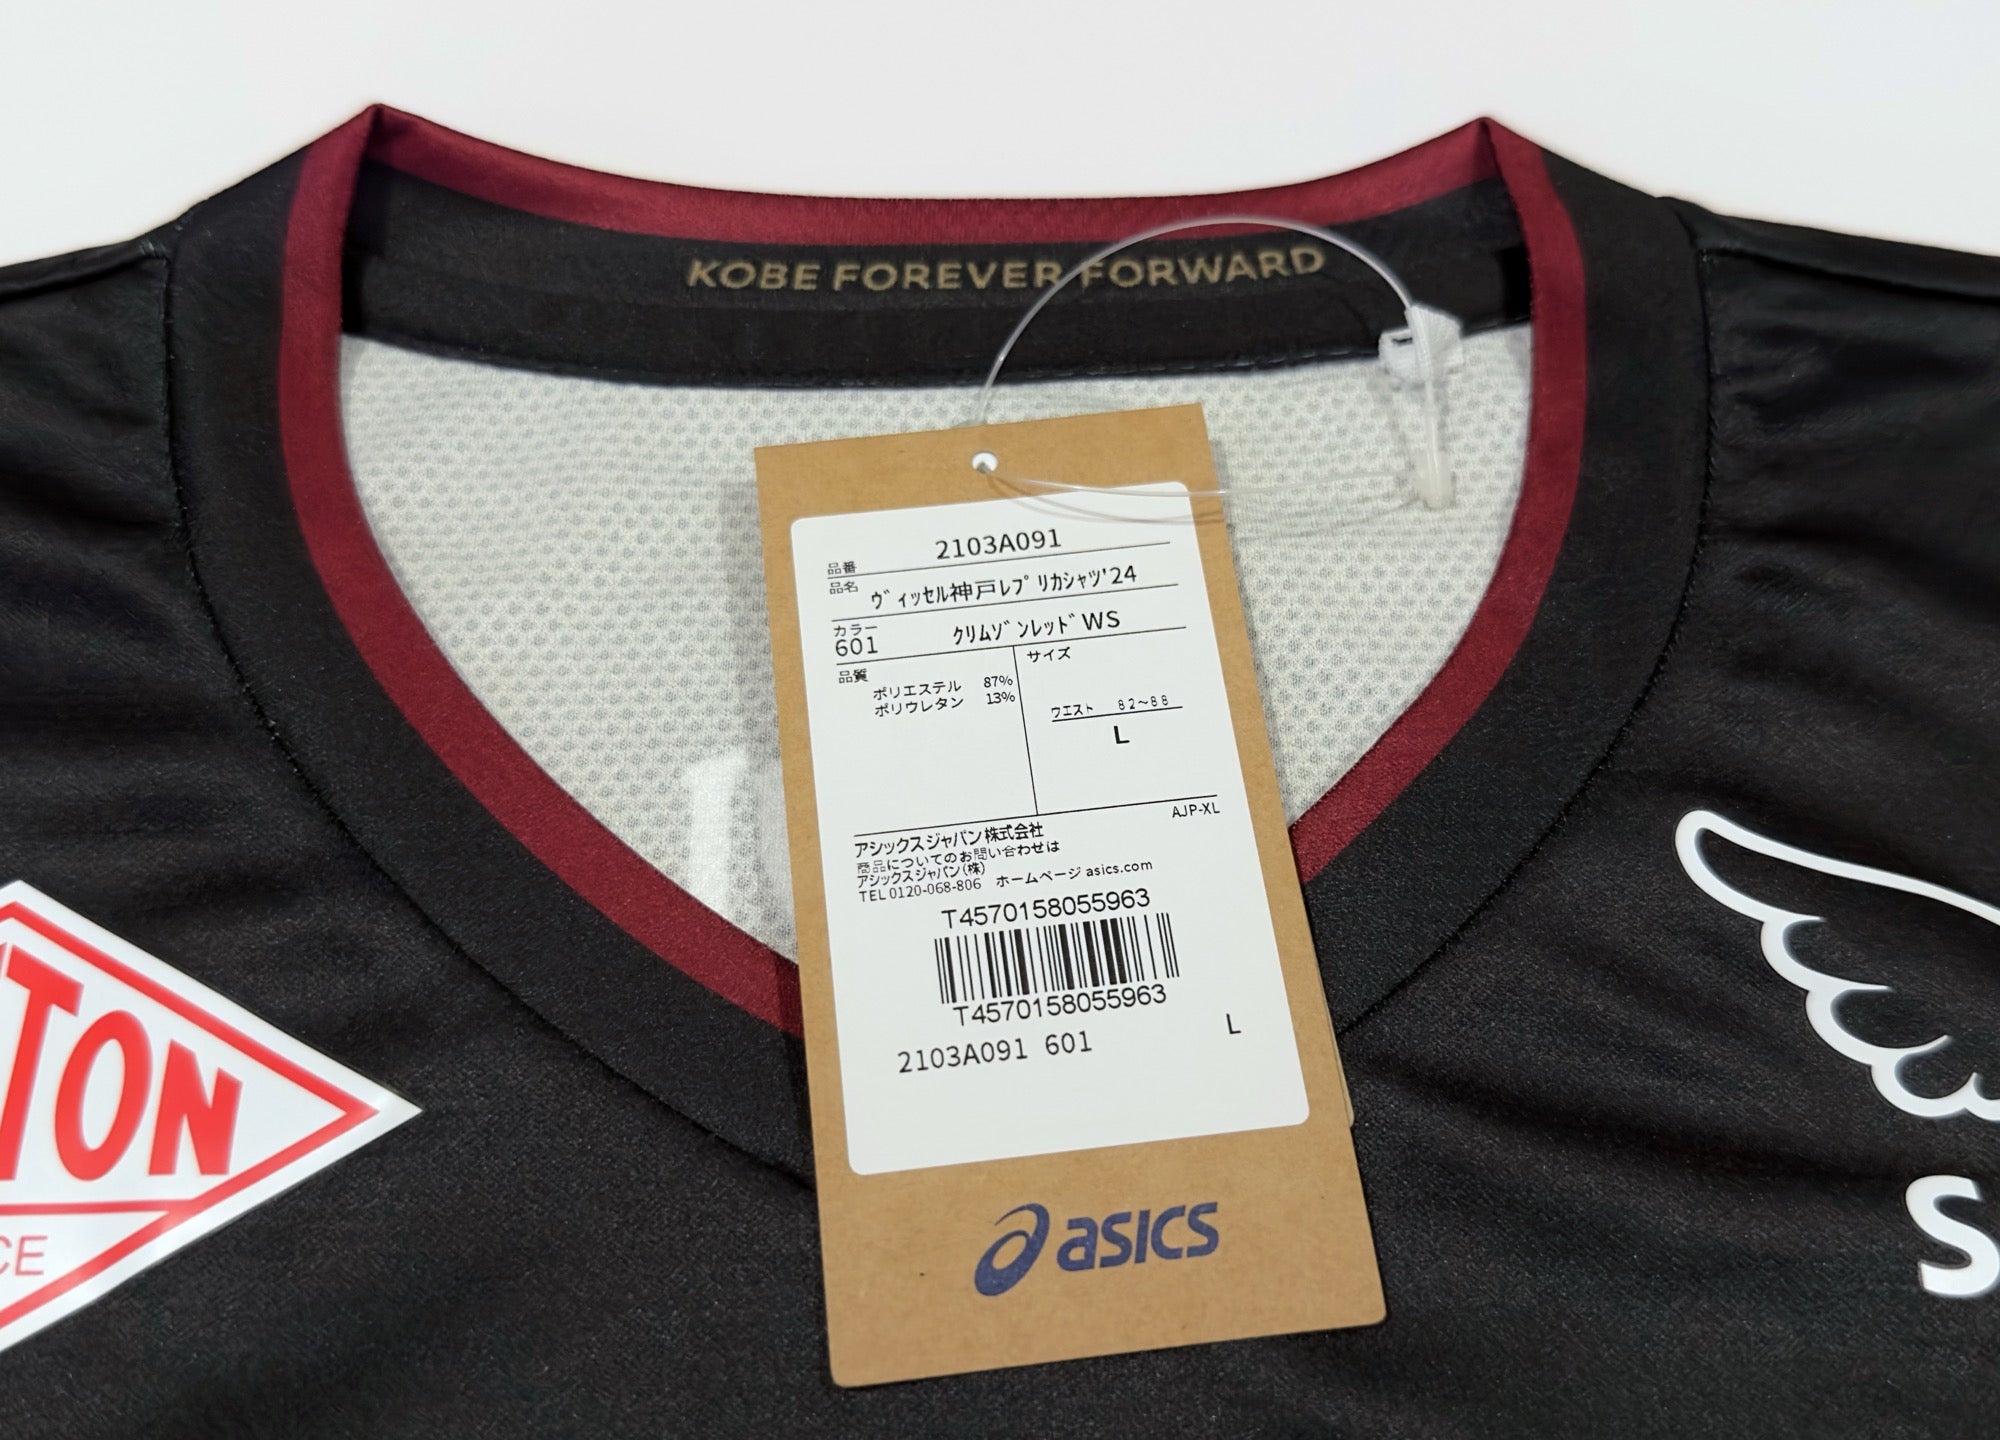 KOBE FOREVER FORWARD
品番 2103A091
品名 ヴィッセル神戸レプリカシャツ'24
カラー
601 クリムゾンレッドWS
品質
サイズ
ポリエステル 87%
ポリウレタン 13%
ウエスト 82~88
L
AJP-XL
アシックスジャパン株式会社
商品についてのお問い合わせは
アシックスジャパン(株)
TEL 0120-068-806 ホームページ asics.com
T4570158055963
T4570158055963
2103A091 601 L
asics
TON
CE
S